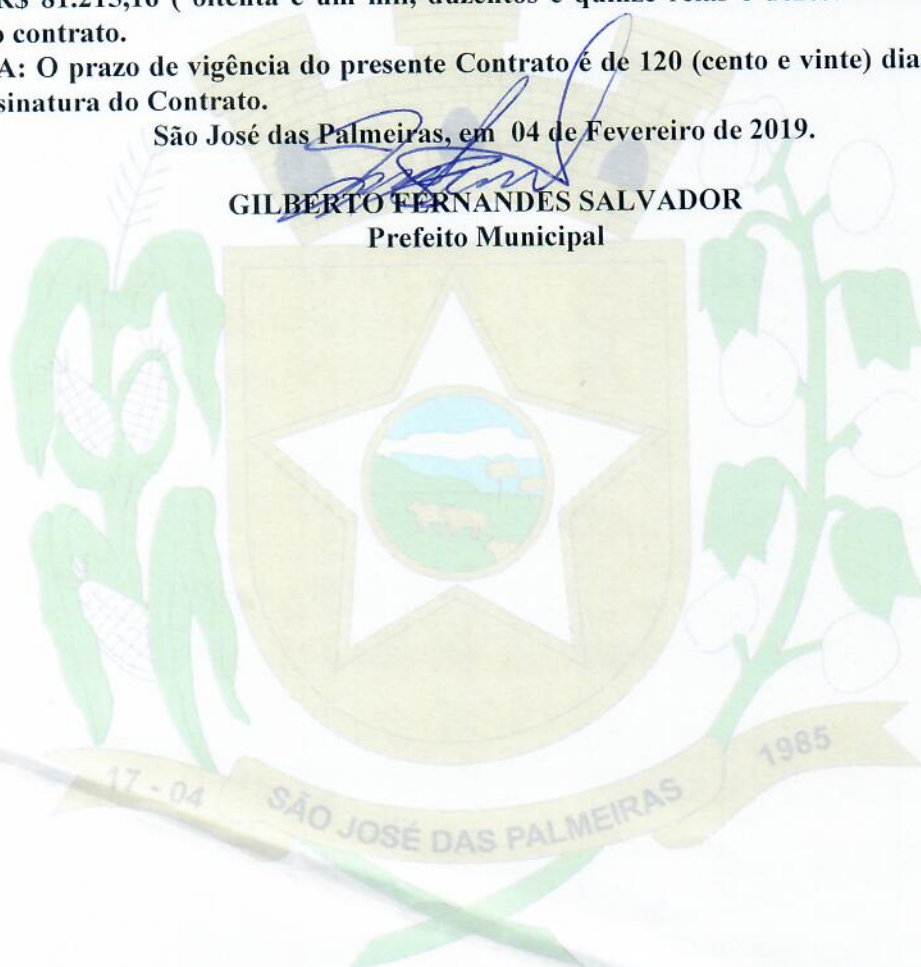 81.215,16 ( oitenta e um mil, duzentos e quinze reais e
o contrato.
A: O prazo de vigência do presente Contrato é de 120 (cento e vinte) dia
sinatura do Contrato.
São José das Palmeiras, em 04 de Fevereiro de 2019.
GILBERTO FERNANDES SALVADOR
Prefeito Municipal
17 - 04
SÃO JOSÉ DAS PALMEIRAS
1985